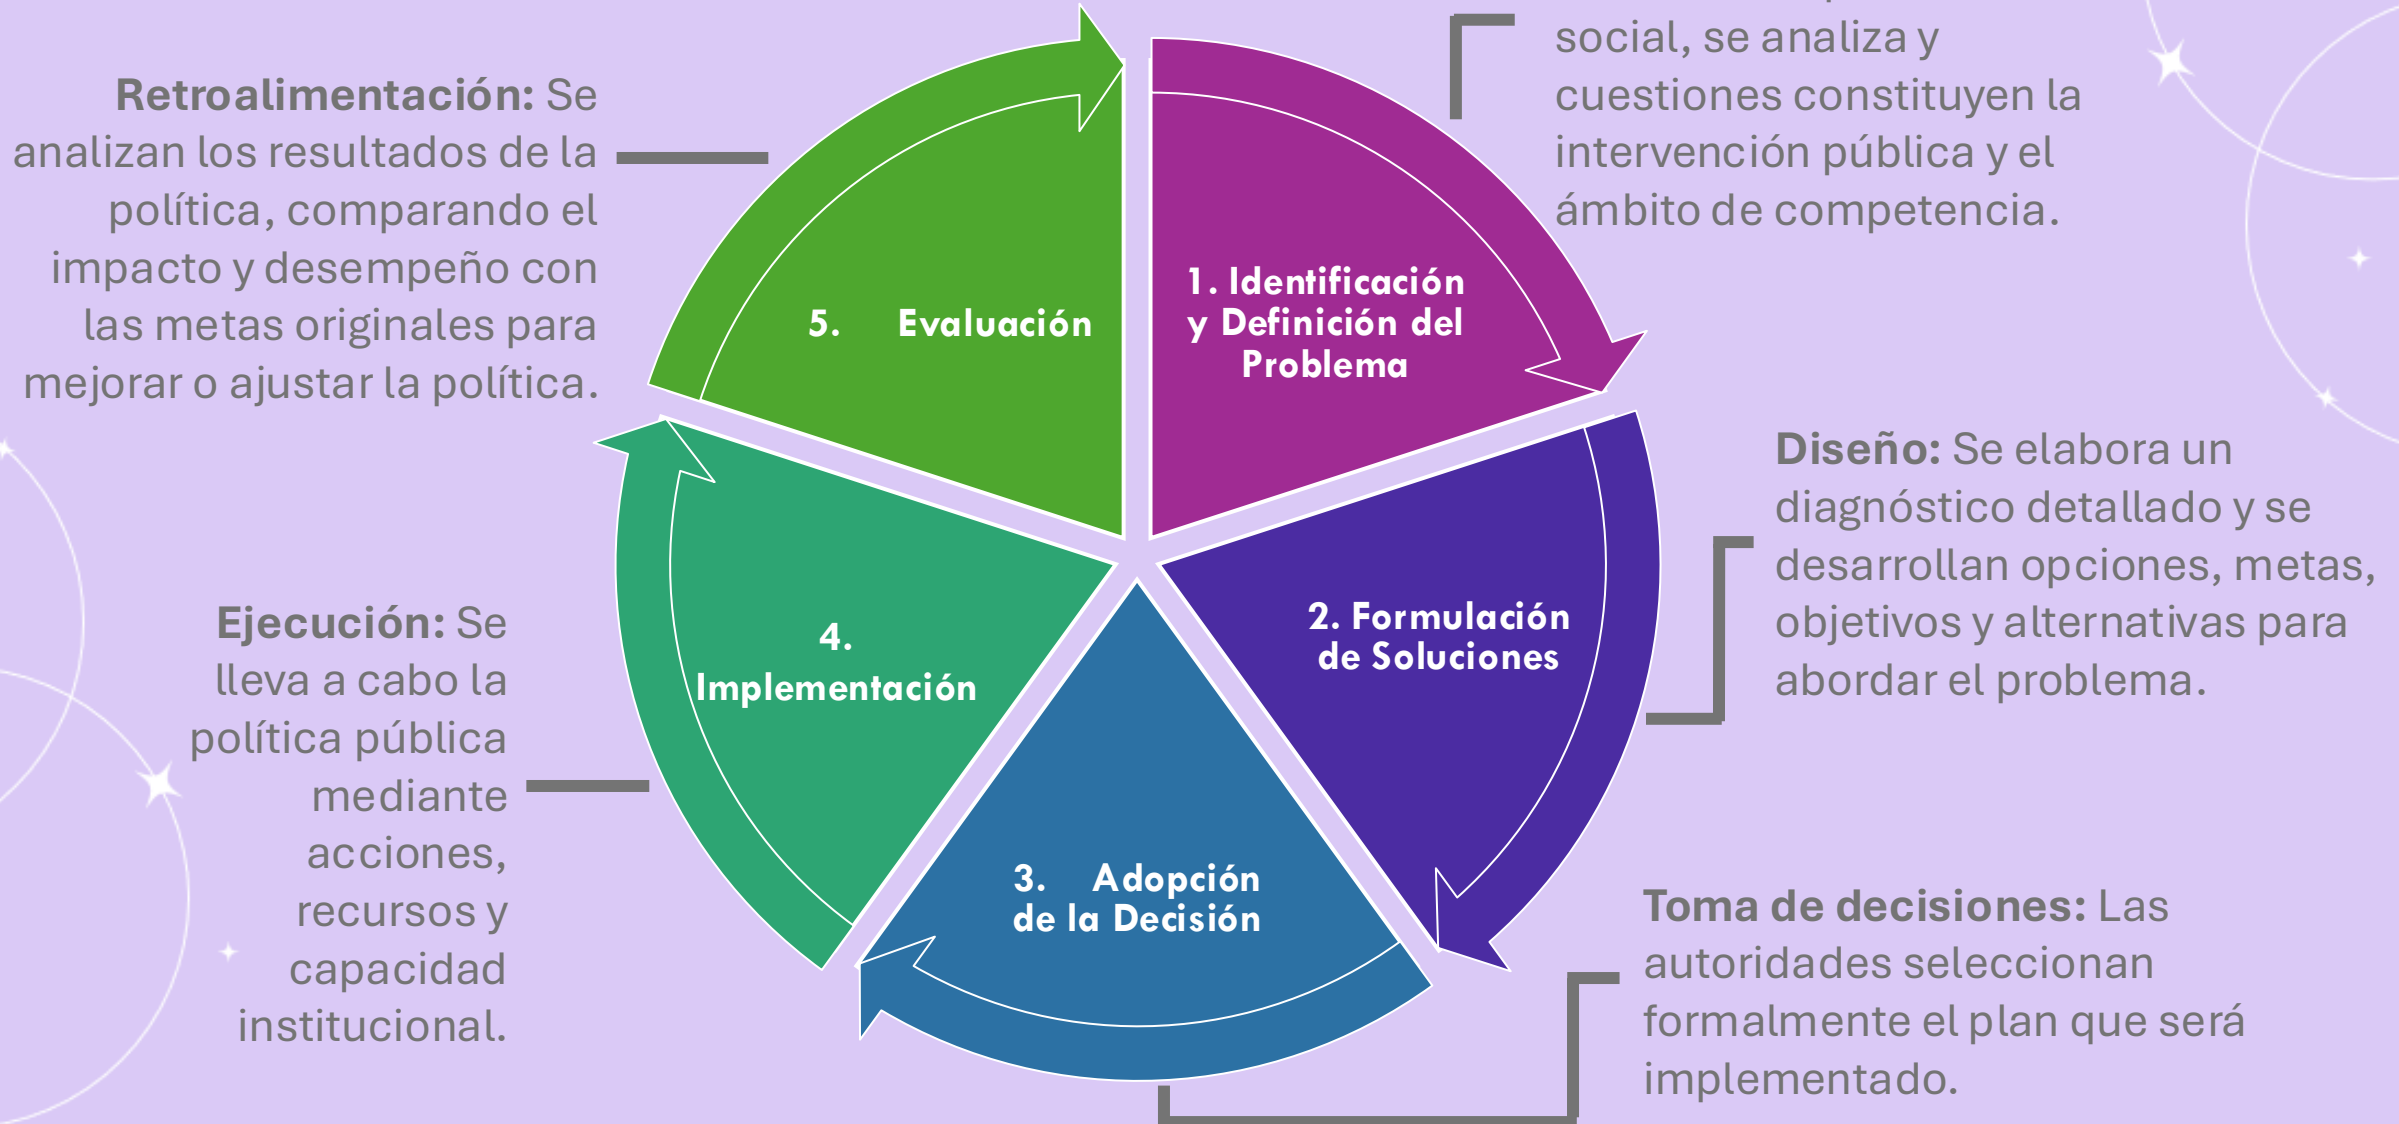 social, se analiza y
cuestiones constituyen la
intervención pública y el
ámbito de competencia.
1. Identificación
y Definición del
Problema
Diseño: Se elabora un
diagnóstico detallado y se
desarrollan opciones, metas,
objetivos y alternativas para
abordar el problema.
2. Formulación
de Soluciones
Toma de decisiones: Las
autoridades seleccionan
formalmente el plan que será
implementado.
3. Adopción
de la Decisión
Ejecución: Se
lleva a cabo la
política pública
mediante
acciones,
recursos y
capacidad
institucional.
4.
Implementación
Retroalimentación: Se
analizan los resultados de la
política, comparando el
impacto y desempeño con
las metas originales para
mejorar o ajustar la política.
5. Evaluación